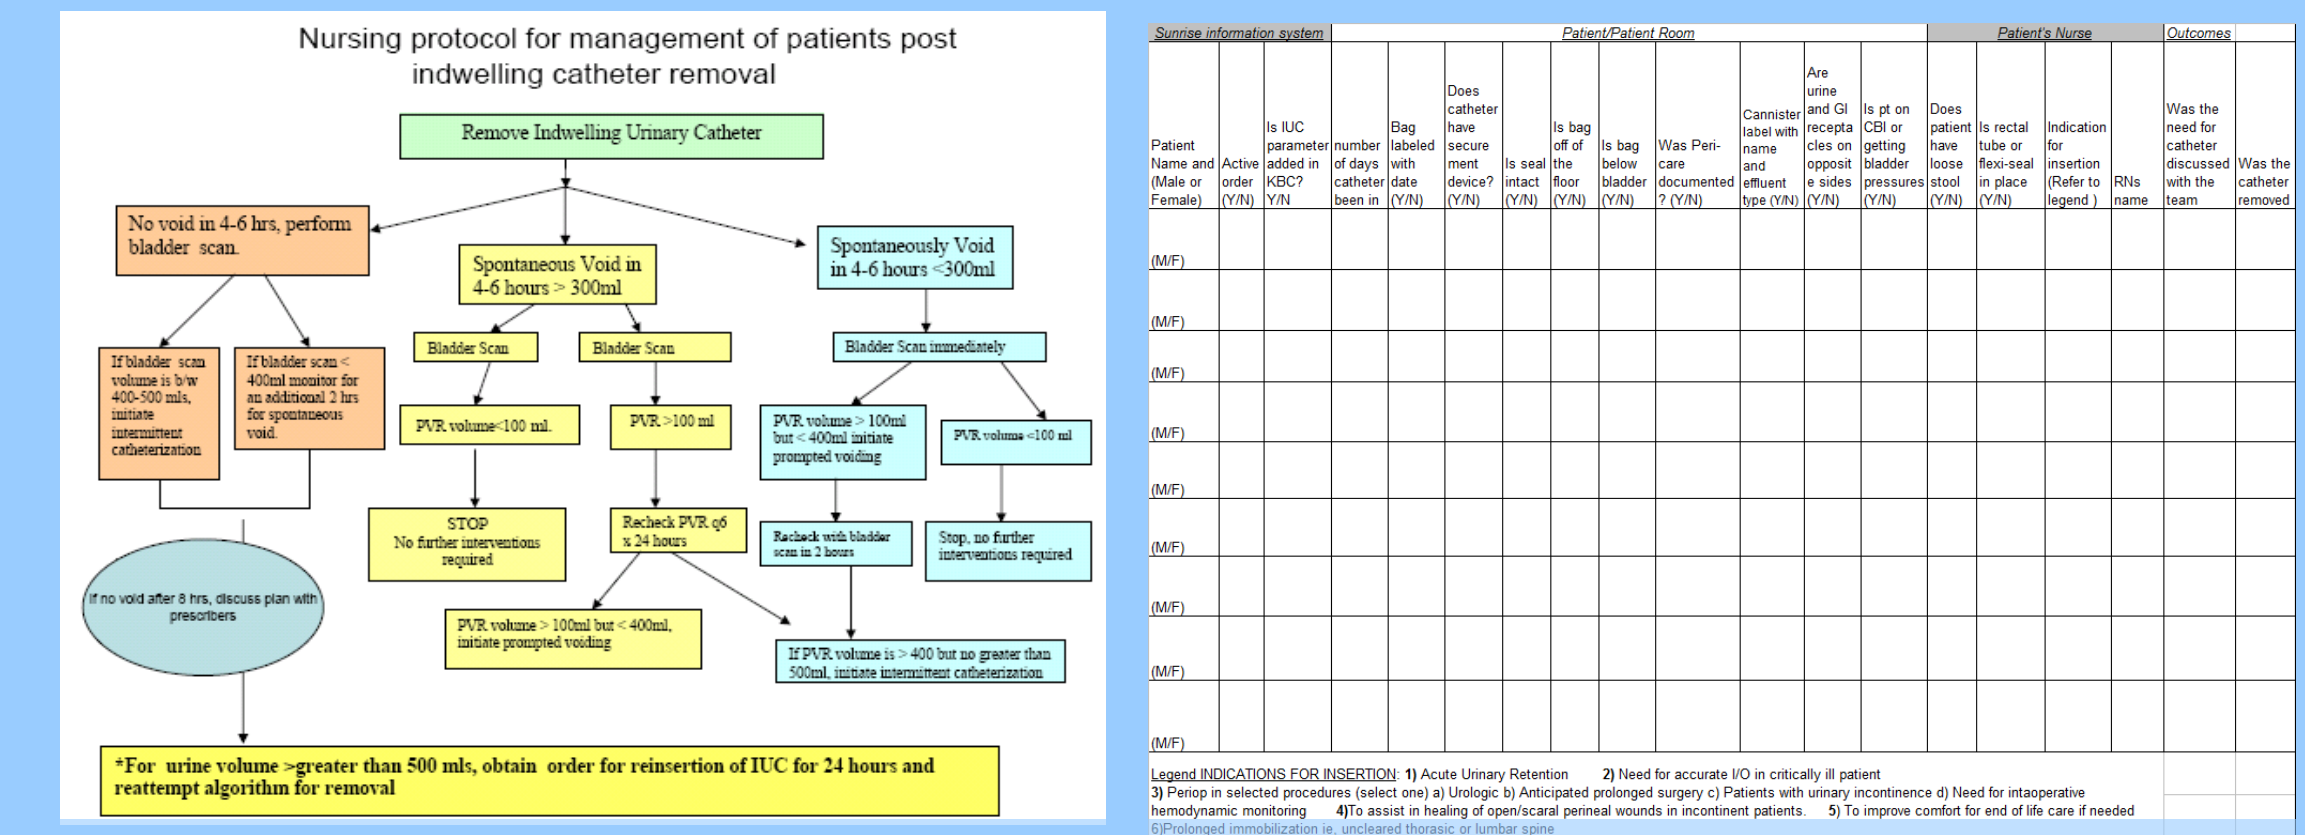 Nursing protocol for management of patients post
indwelling catheter removal
Remove Indwelling Urinary Catheter
No void in 4-6 hrs, perform
bladder scan.
Spontaneous Void in
4-6 hours > 300ml
Spontaneously Void
in 4-6 hours <300ml
If bladder scan
volume is b/w
400-500 mls,
initiate
intermittent
catheterization
If bladder scan <
400ml monitor for
an additional 2 hrs
for spontaneous
void.
Bladder Scan
Bladder Scan
Bladder Scan immediately
PVR volume<100 ml.
PVR >100 ml
PVR volume > 100ml
but < 400ml initiate
prompted voiding
PVR volume <100 ml
STOP
No further interventions
required
Recheck PVR q6
x 24 hours
Recheck with bladder
scan in 2 hours
Stop, no further
interventions required
If no void after 8 hrs, discuss plan with
prescribers
PVR volume > 100ml but < 400ml,
initiate prompted voiding
If PVR volume is > 400 but no greater than
500ml, initiate intermittent catheterization
*For urine volume >greater than 500 mls, obtain order for reinsertion of IUC for 24 hours and
reattempt algorithm for removal
Sunrise information system
Patient/Patient Room
Patient's Nurse
Outcomes
Patient
Name and
(Male or
Female)
Active
order
(Y/N)
Is IUC
parameter
added in
KBC?
Y/N
number
of days
catheter
been in
Bag
labeled
with
date
(Y/N)
Does
catheter
have
secure
ment
device?
(Y/N)
Is seal
intact
(Y/N)
Is bag
off of
the
floor
(Y/N)
Is bag
below
bladder
(Y/N)
Was Peri-
care
documented
? (Y/N)
Cannister
label with
name
and
effluent
type (Y/N)
Are
urine
and GI
recepta
cles on
opposit
e sides
(Y/N)
Is pt on
CBI or
getting
bladder
pressures
(Y/N)
Does
patient
have
loose
stool
(Y/N)
Is rectal
tube or
flexi-seal
in place
(Y/N)
Indication
for
insertion
(Refer to
legend )
RNs
name
Was the
need for
catheter
discussed
with the
team
Was the
catheter
removed
(M/F)
(M/F)
(M/F)
(M/F)
(M/F)
(M/F)
(M/F)
(M/F)
(M/F)
Legend INDICATIONS FOR INSERTION: 1) Acute Urinary Retention 2) Need for accurate I/O in critically ill patient
3) Periop in selected procedures (select one) a) Urologic b) Anticipated prolonged surgery c) Patients with urinary incontinence d) Need for intaoperative
hemodynamic monitoring 4)To assist in healing of open/scaral perineal wounds in incontinent patients. 5) To improve comfort for end of life care if needed
6)Prolonged immobilization ie, uncleared thorasic or lumbar spine